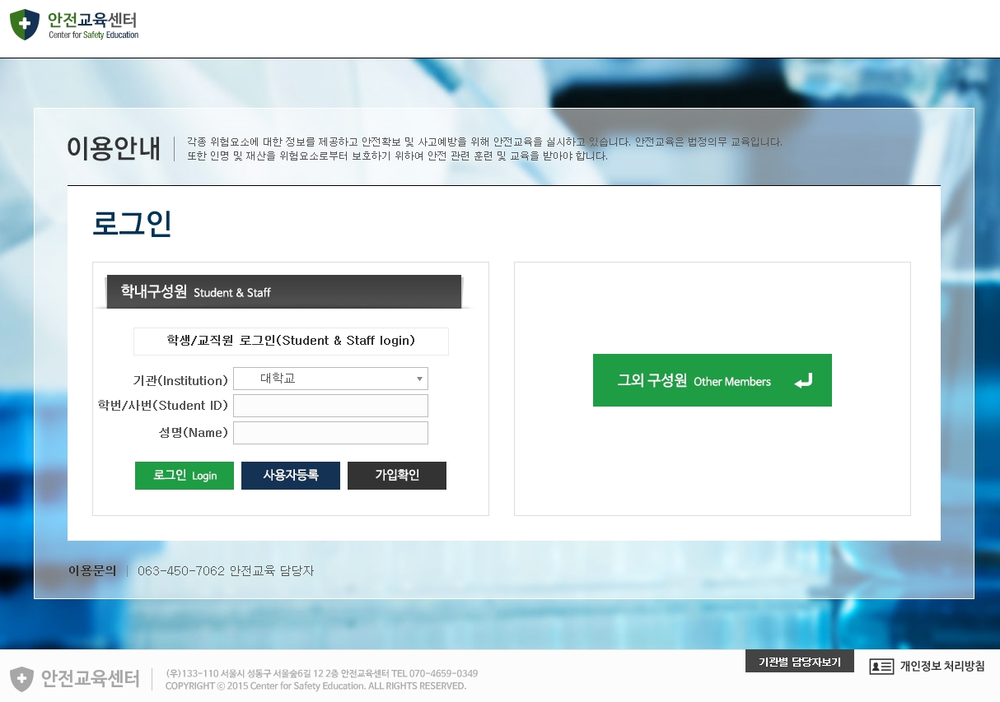 안전교육센터
Center for Safety Education
이용안내
각종 위험요소에 대한 정보를 제공하고 안전확보 및 사고예방을 위해 안전교육을 실시하고 있습니다. 안전교육은 법정의무 교육입니다.
또한 인명 및 재산을 위험요소로부터 보호하기 위하여 안전 관련 훈련 및 교육을 받아야 합니다.
로그인
학내구성원 Student & Staff
학생/교직원 로그인(Student & Staff login)
기관(Institution) 대학교
학번/사번(Student ID)
성명(Name)
로그인 Login 사용자등록 가입확인
그외 구성원 Other Members
이용문의 063-450-7062 안전교육 담당자
기관별 담당자보기
개인정보 처리방침
안전교육센터
(우)133-110 서울시 성동구 서울숲6길 12 2층 안전교육센터 TEL 070-4659-0349
COPYRIGHT ⓒ 2015 Center for Safety Education. ALL RIGHTS RESERVED.